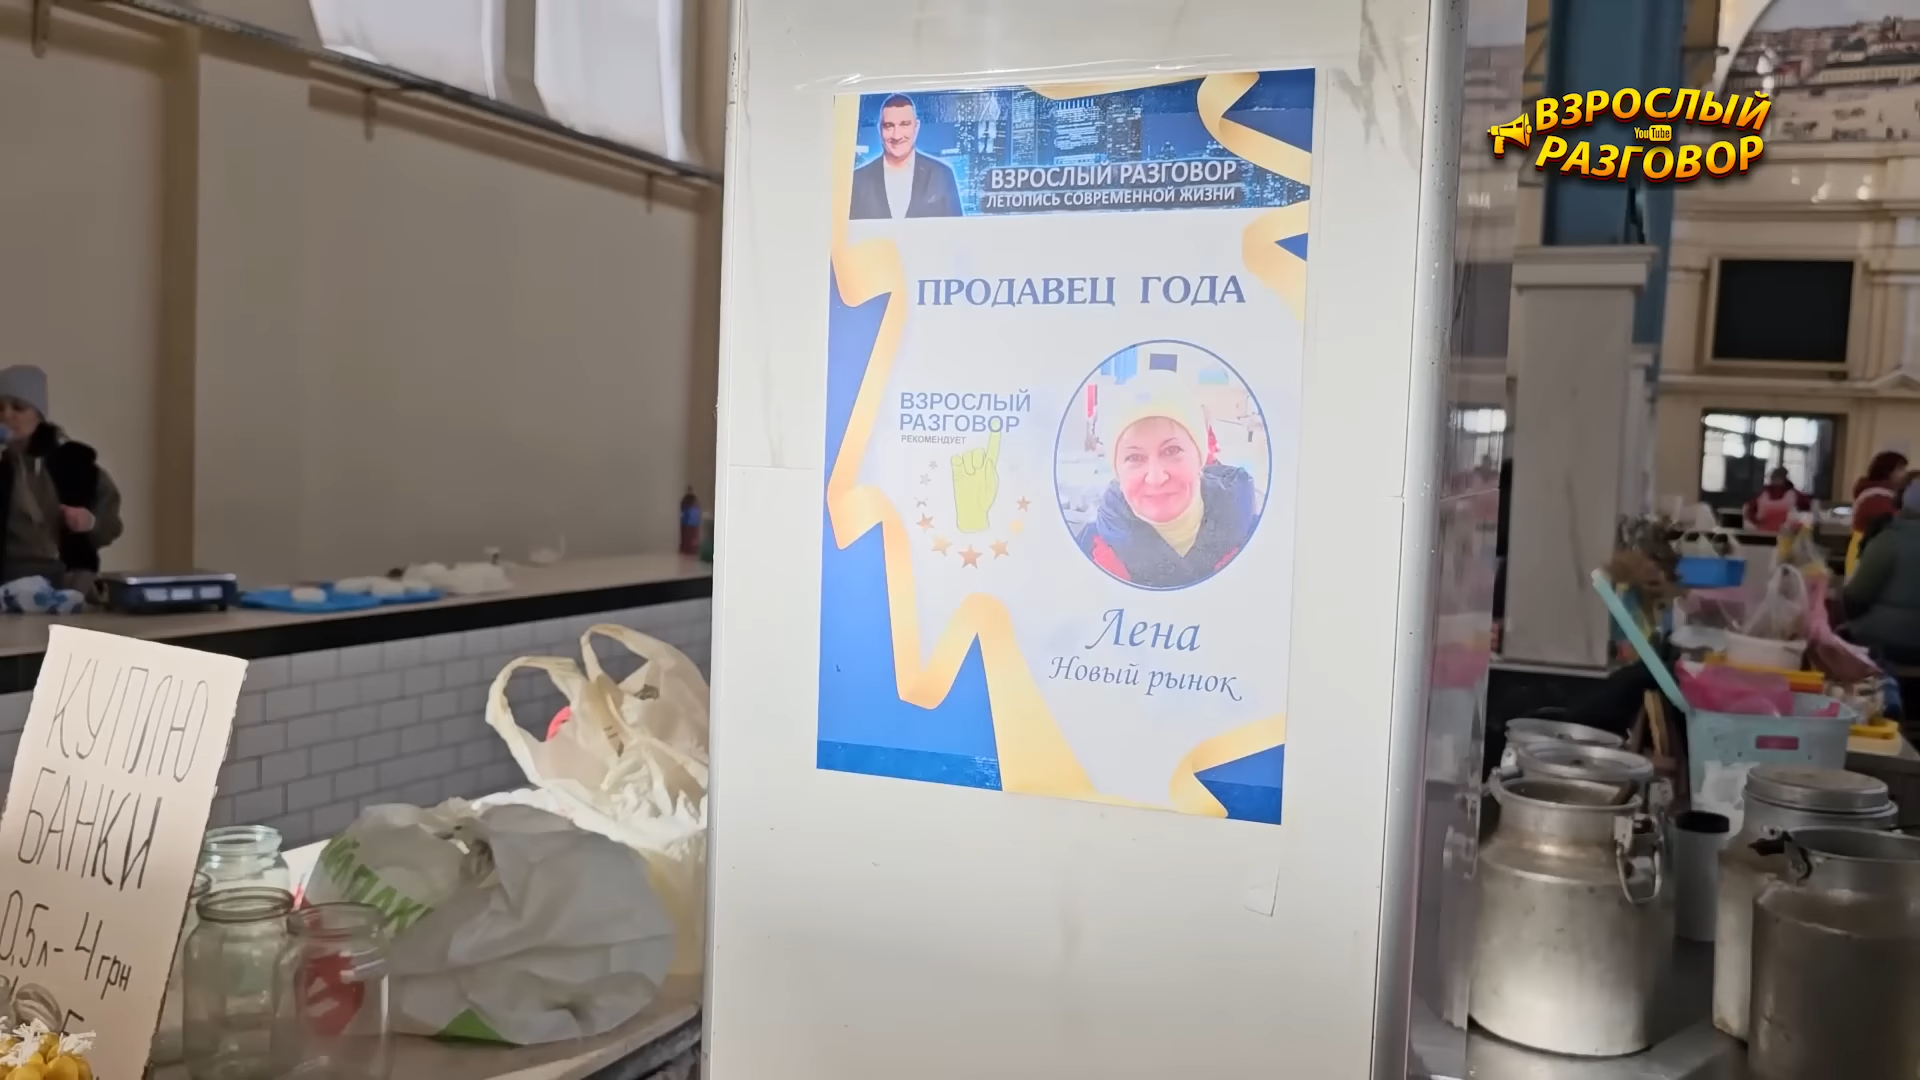 ВЗРОСЛЫЙ
YouTube
РАЗГОВОР
ВЗРОСЛЫЙ РАЗГОВОР
ЛЕТОПИСЬ СОВРЕМЕННОЙ ЖИЗНИ
ПРОДАВЕЦ ГОДА
ВЗРОСЛЫЙ
РАЗГОВОР
РЕКОМЕНДУЕТ
Лена
Новый рынок
КУПЛЮ
БАНКИ
0,5л - 4грн